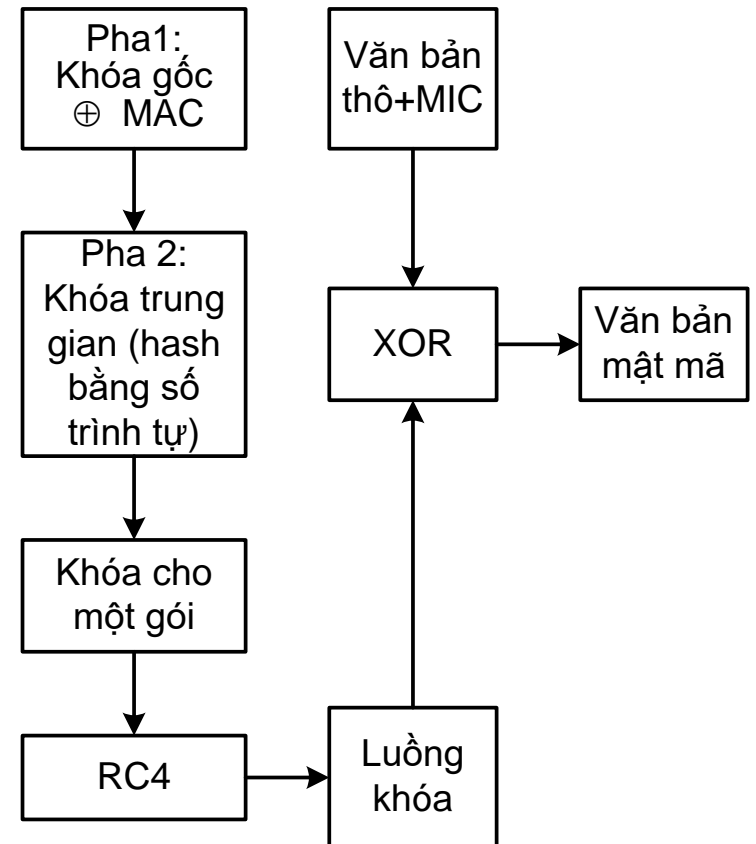 Pha1:
Khóa gốc
⊕ MAC
Văn bản
thô+MIC
Pha 2:
Khóa trung
gian (hash
bằng số
trình tự)
XOR
Văn bản
mật mã
Khóa cho
một gói
RC4
Luồng
khóa